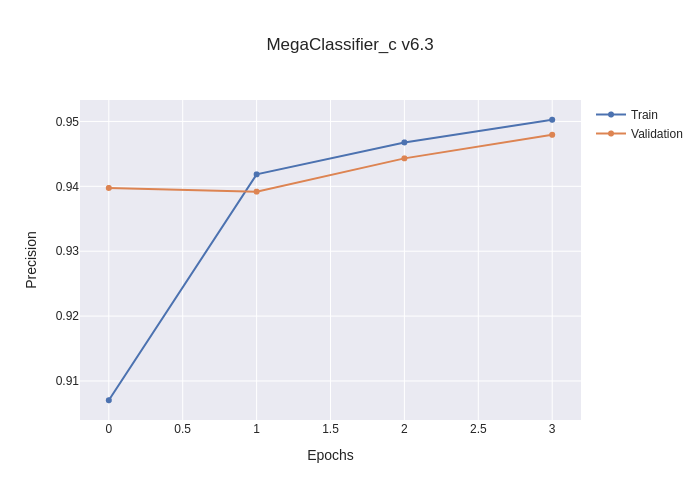 MegaClassifier_c v6.3
Train
Validation
Precision
0.95
0.94
0.93
0.92
0.91
0
0.5
1
1.5
2
2.5
3
Epochs